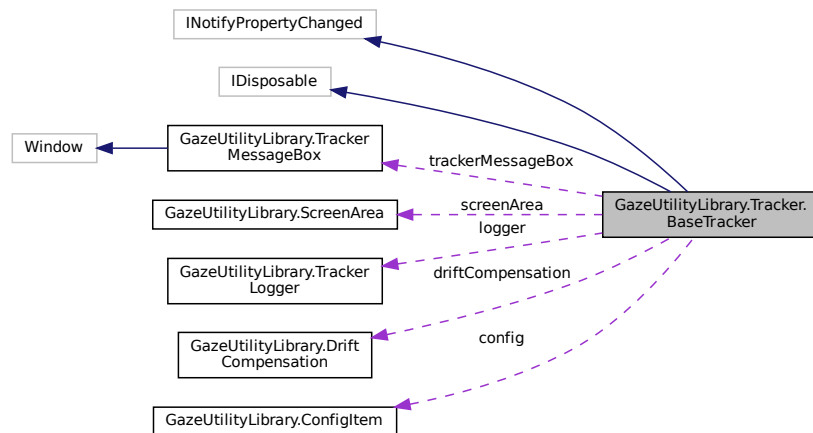 INotifyPropertyChanged
IDisposable
GazeUtilityLibrary.Tracker
MessageBox
Window
trackerMessageBox
GazeUtilityLibrary.ScreenArea
screenArea
GazeUtilityLibrary.Tracker.
BaseTracker
logger
GazeUtilityLibrary.Tracker
Logger
driftCompensation
GazeUtilityLibrary.Drift
Compensation
config
GazeUtilityLibrary.ConfigItem